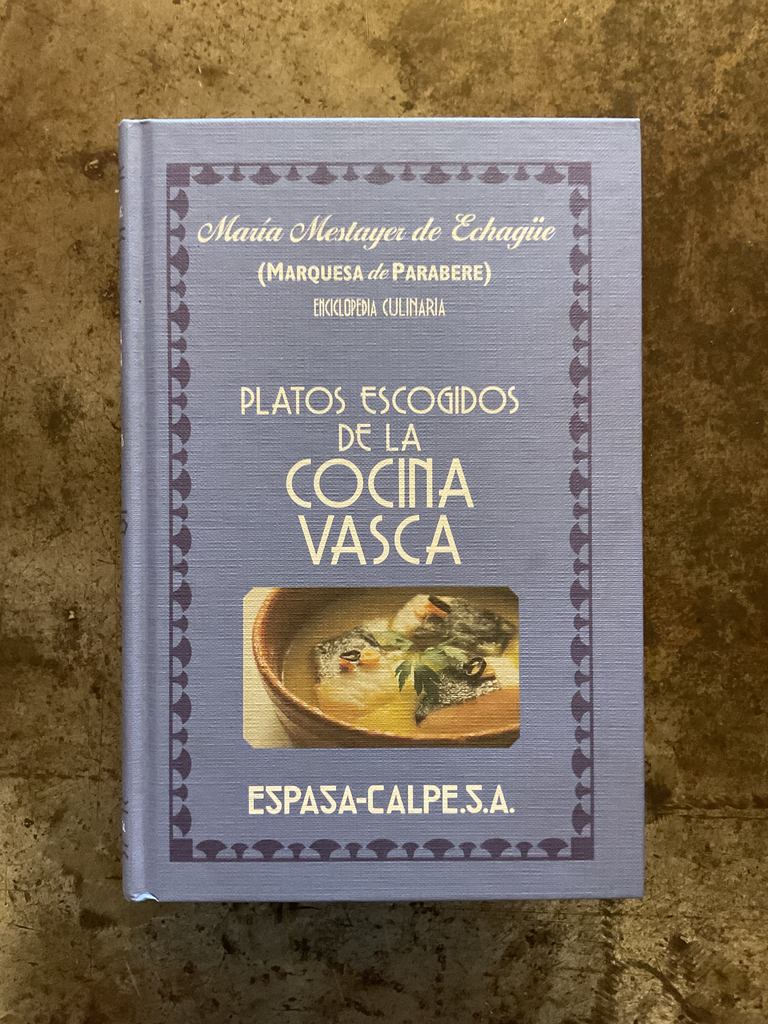 María Mestayer de Echagüe
(MARQUESA de PARABERE)
ENCICLOPEDIA CULINARIA
PLATOS ESCOGIDOS
DE LA
COCINA
VASCA
ESPASA-CALPE.S.A.